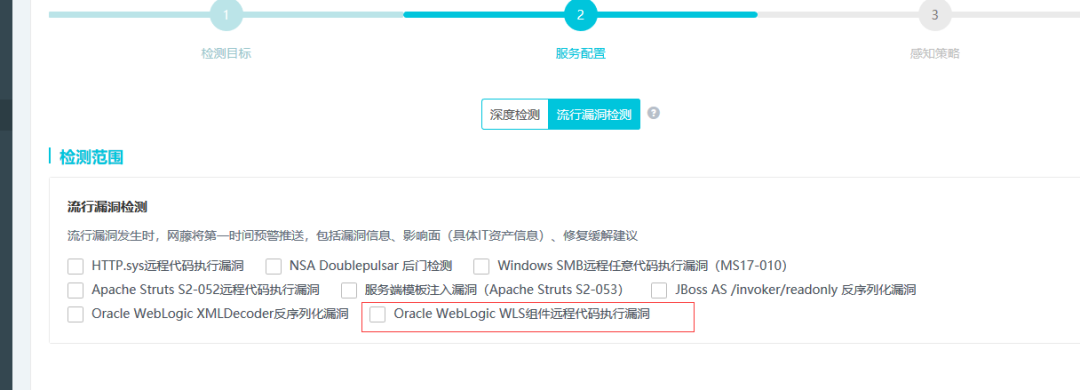 1
2
3
检测目标
服务配置
感知策略
深度检测 流行漏洞检测 ?
检测范围
流行漏洞检测
流行漏洞发生时，网藤将第一时间预警推送，包括漏洞信息、影响面（具体IT资产信息）、修复缓解建议
HTTP.sys远程代码执行漏洞 NSA Doublepulsar 后门检测 Windows SMB远程任意代码执行漏洞（MS17-010）
Apache Struts S2-052远程代码执行漏洞 服务端模板注入漏洞（Apache Struts S2-053） JBoss AS /invoker/readonly 反序列化漏洞
Oracle WebLogic XMLDecoder反序列化漏洞 Oracle WebLogic WLS组件远程代码执行漏洞